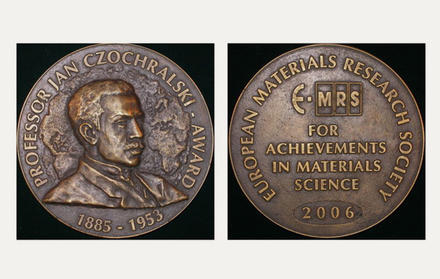 PROFESSOR JAN CZOCHRALSKI - AWARD
1885 - 1953
EUROPEAN MATERIALS RESEARCH SOCIETY
E-MRS
FOR
ACHIEVEMENTS
IN MATERIALS
SCIENCE
2006